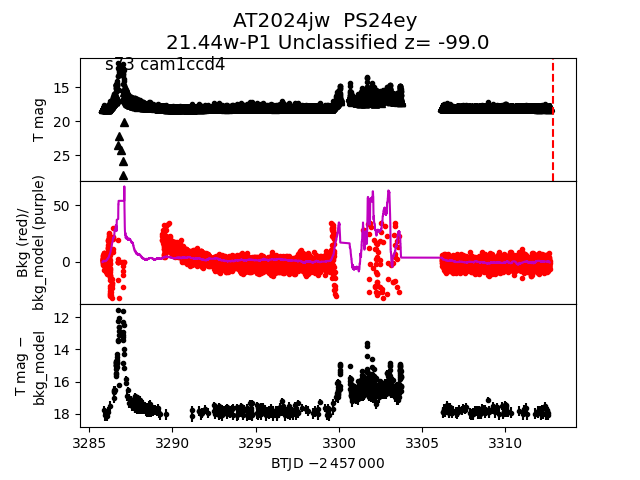 AT2024jw  PS24ey
21.44w-P1 Unclassified z= -99.0
s73 cam1ccd4
T mag
15
20
25
Bkg (red)/
bkg_model (purple)
50
0
T mag −
bkg_model
12
14
16
18
3285
3290
3295
3300
3305
3310
BTJD −2 457 000